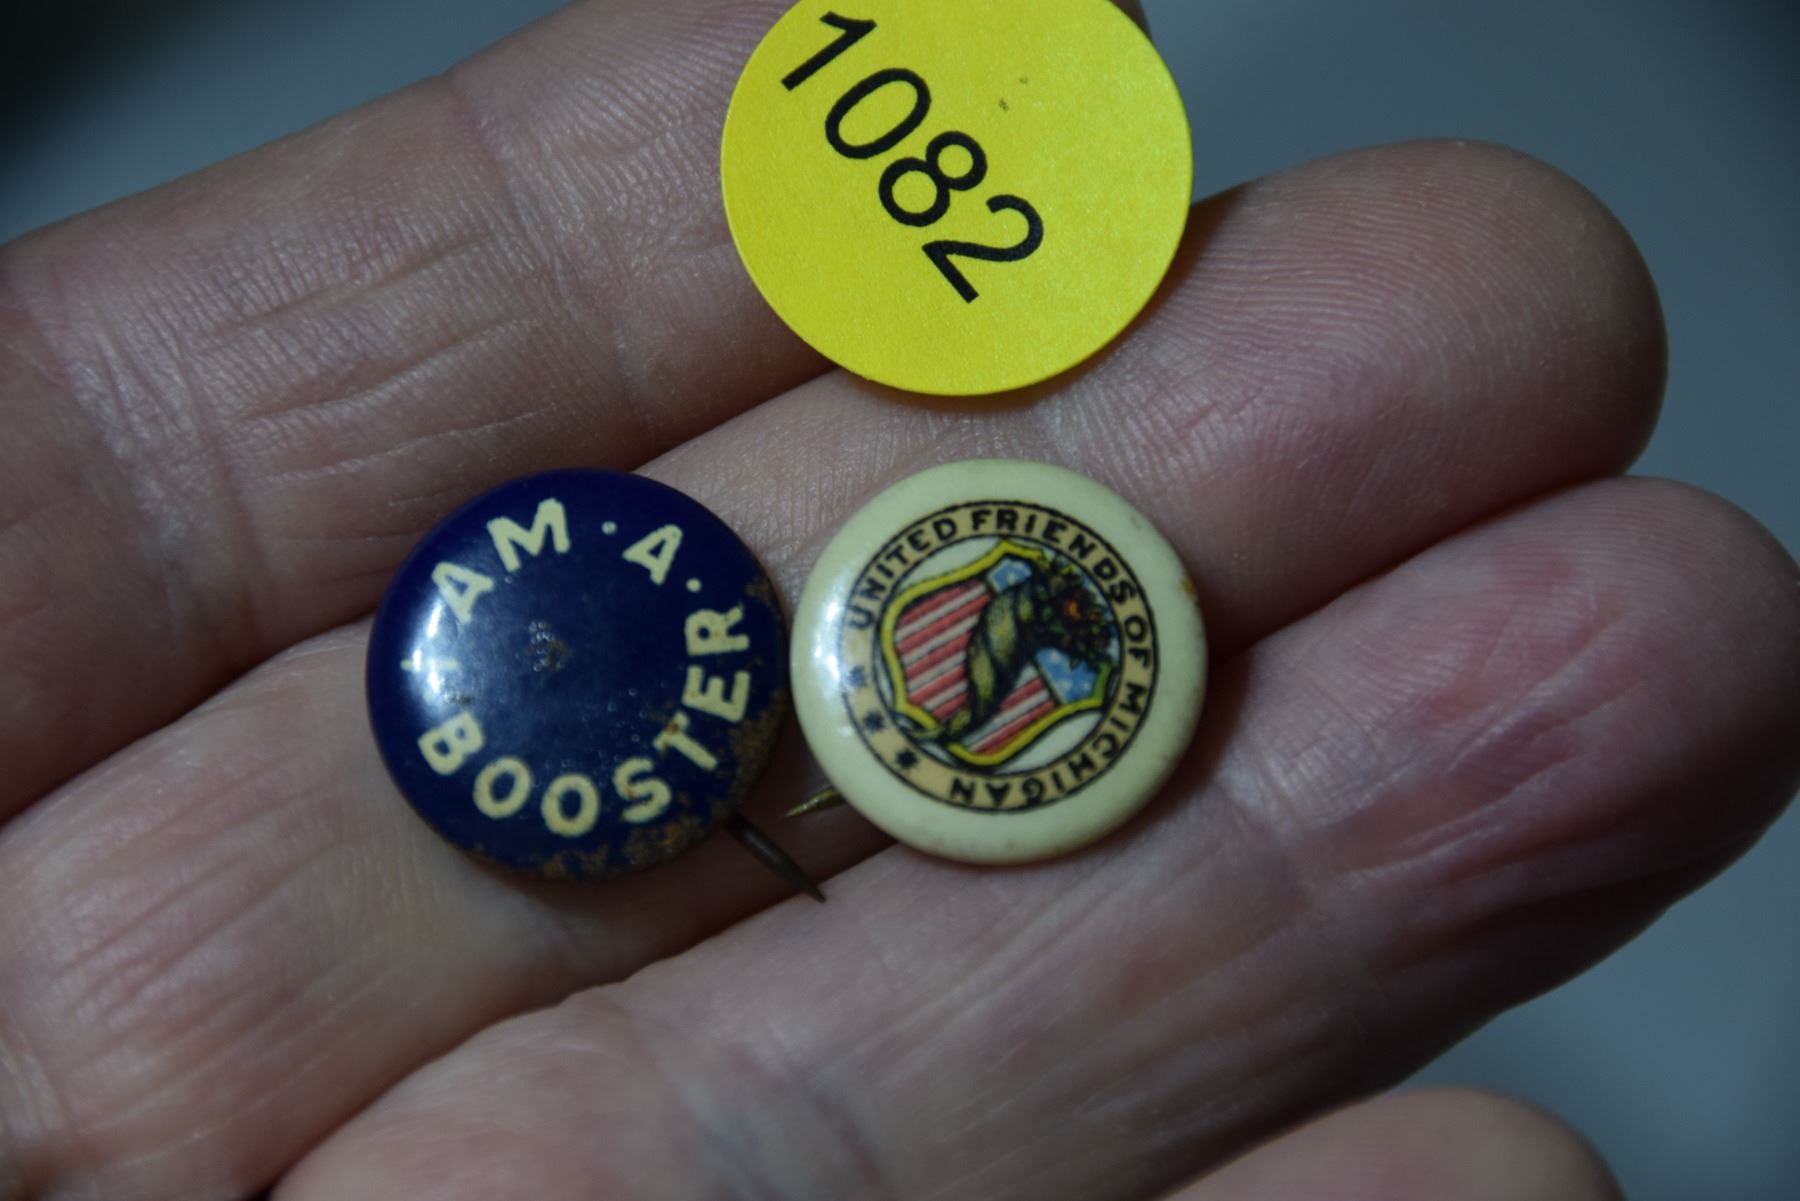 1082
I · AM · A · BOOSTER
UNITED FRIENDS OF MICHIGAN ***